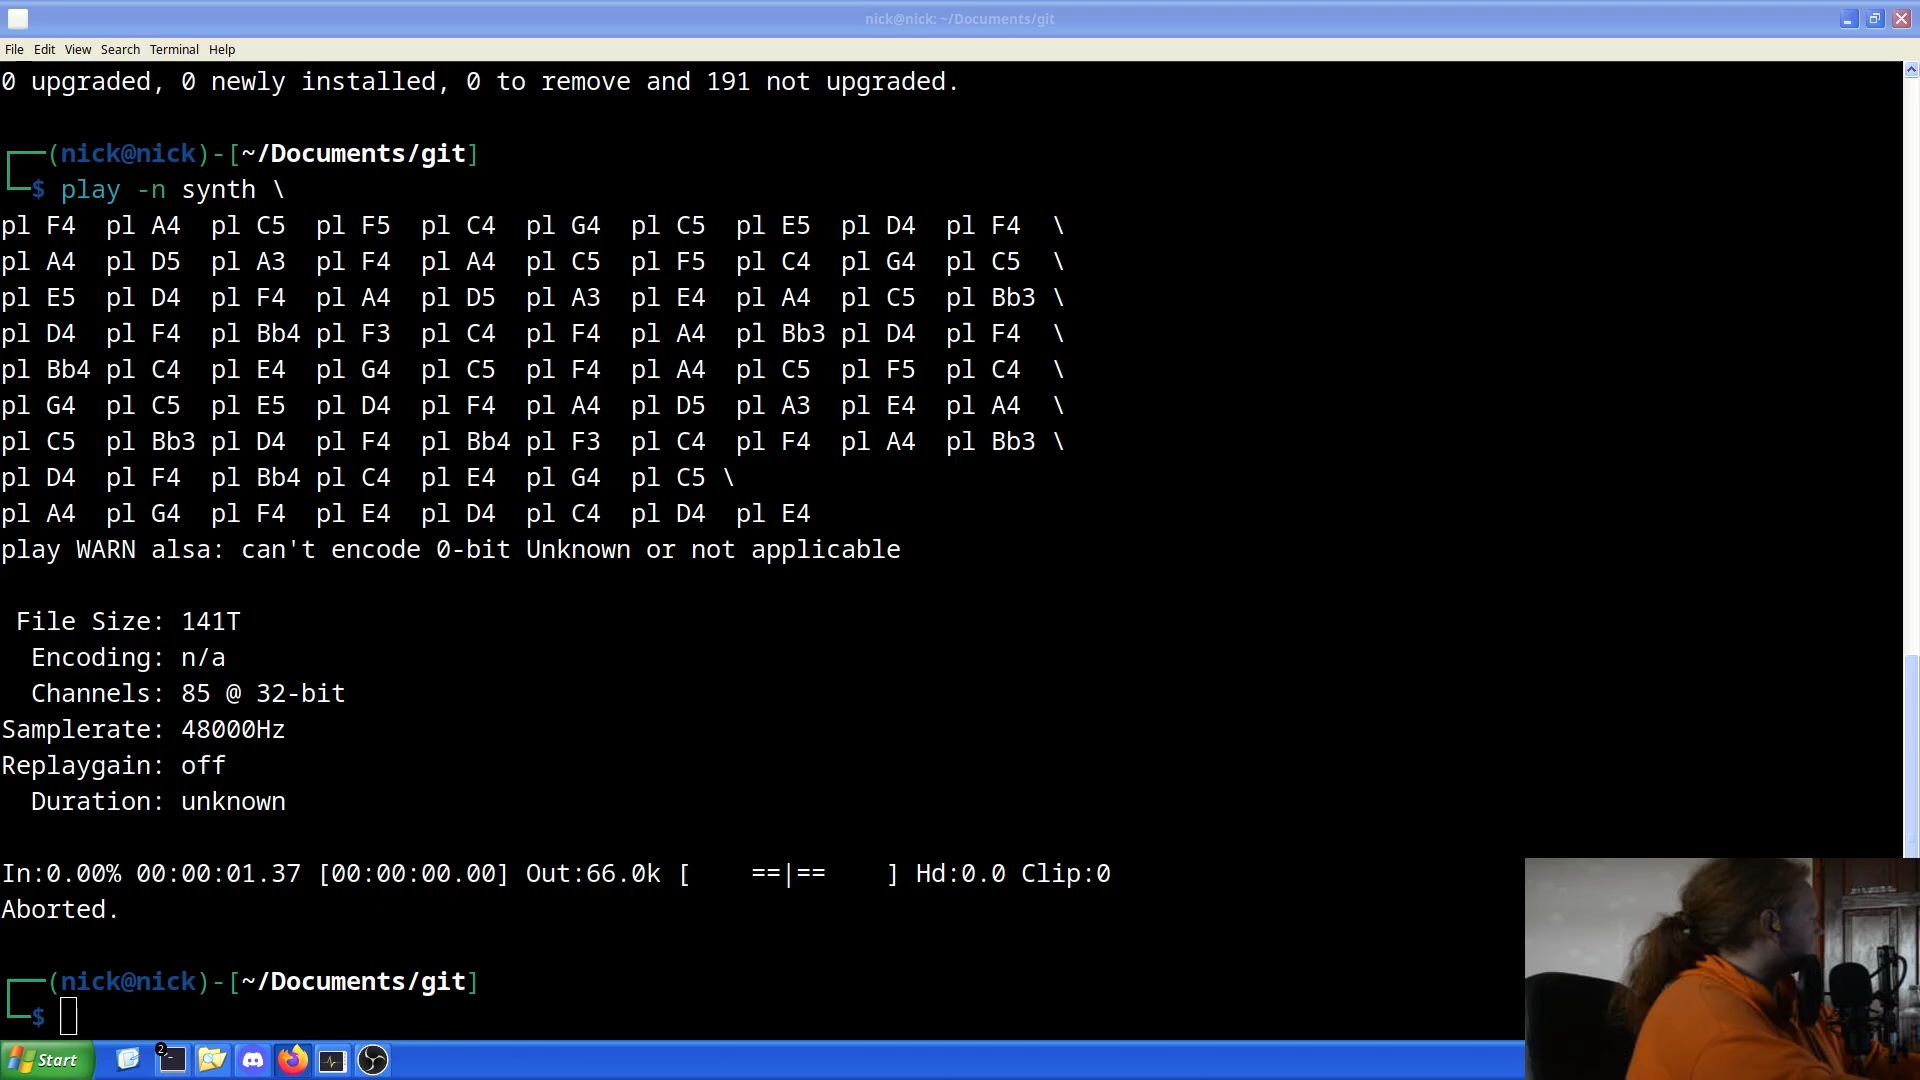 nick@nick: ~/Documents/git
File Edit View Search Terminal Help
0 upgraded, 0 newly installed, 0 to remove and 191 not upgraded.
(nick@nick)-[~/Documents/git]
$ play -n synth \
pl F4 pl A4 pl C5 pl F5 pl C4 pl G4 pl C5 pl E5 pl D4 pl F4 \
pl A4 pl D5 pl A3 pl F4 pl A4 pl C5 pl F5 pl C4 pl G4 pl C5 \
pl E5 pl D4 pl F4 pl A4 pl D5 pl A3 pl E4 pl A4 pl C5 pl Bb3 \
pl D4 pl F4 pl Bb4 pl F3 pl C4 pl F4 pl A4 pl Bb3 pl D4 pl F4 \
pl Bb4 pl C4 pl E4 pl G4 pl C5 pl F4 pl A4 pl C5 pl F5 pl C4 \
pl G4 pl C5 pl E5 pl D4 pl F4 pl A4 pl D5 pl A3 pl E4 pl A4 \
pl C5 pl Bb3 pl D4 pl F4 pl Bb4 pl F3 pl C4 pl F4 pl A4 pl Bb3 \
pl D4 pl F4 pl Bb4 pl C4 pl E4 pl G4 pl C5 \
pl A4 pl G4 pl F4 pl E4 pl D4 pl C4 pl D4 pl E4
play WARN alsa: can't encode 0-bit Unknown or not applicable
File Size: 141T
Encoding: n/a
Channels: 85 @ 32-bit
Samplerate: 48000Hz
Replaygain: off
Duration: unknown
In:0.00% 00:00:01.37 [00:00:00.00] Out:66.0k [    ==|==    ] Hd:0.0 Clip:0
Aborted.
(nick@nick)-[~/Documents/git]
$
Start 2